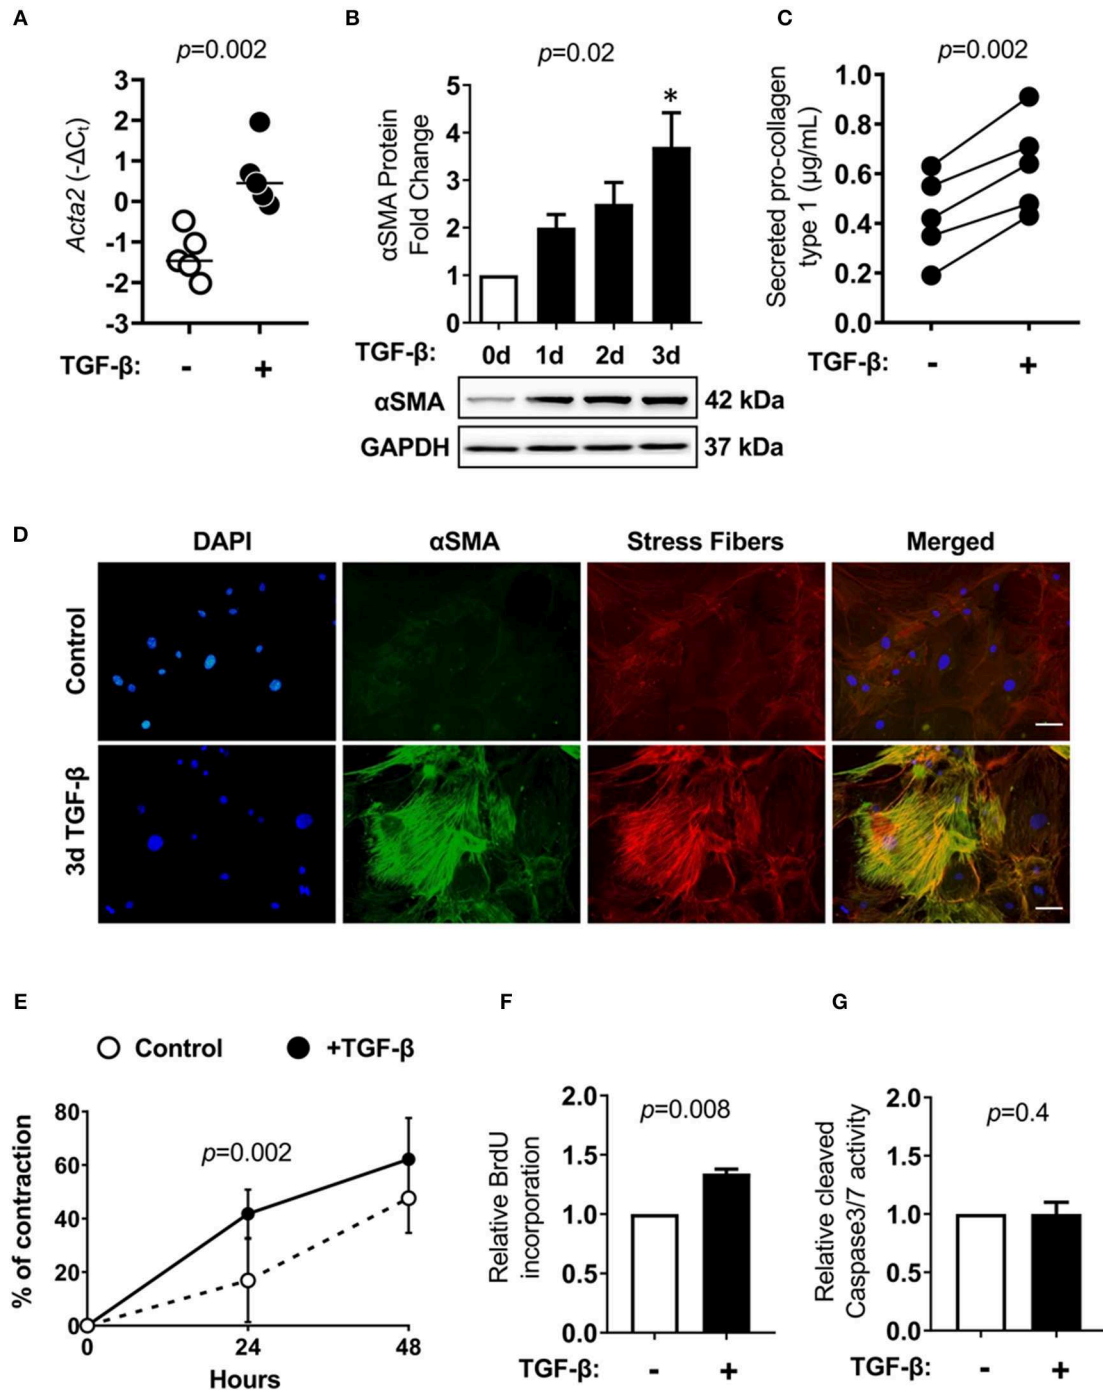 A
B
C
p=0.002
p=0.02
p=0.002
Acta2 (-ΔCt)
3
2
1
0
-1
-2
-3
TGF-β: - +
αSMA Protein
Fold Change
5
4
3
2
1
0
*
TGF-β: 0d 1d 2d 3d
αSMA 42 kDa
GAPDH 37 kDa
Secreted pro-collagen
type 1 (μg/mL)
1.0
0.8
0.6
0.4
0.2
0.0
TGF-β: - +
D
DAPI αSMA Stress Fibers Merged
Control
3d TGF-β
E
F
G
Control +TGF-β
% of contraction
80
60
40
20
0
p=0.002
0 24 48
Hours
Relative BrdU
incorporation
2.0
1.5
1.0
0.5
0.0
p=0.008
TGF-β: - +
Relative cleaved
Caspase3/7 activity
2.0
1.5
1.0
0.5
0.0
p=0.4
TGF-β: - +